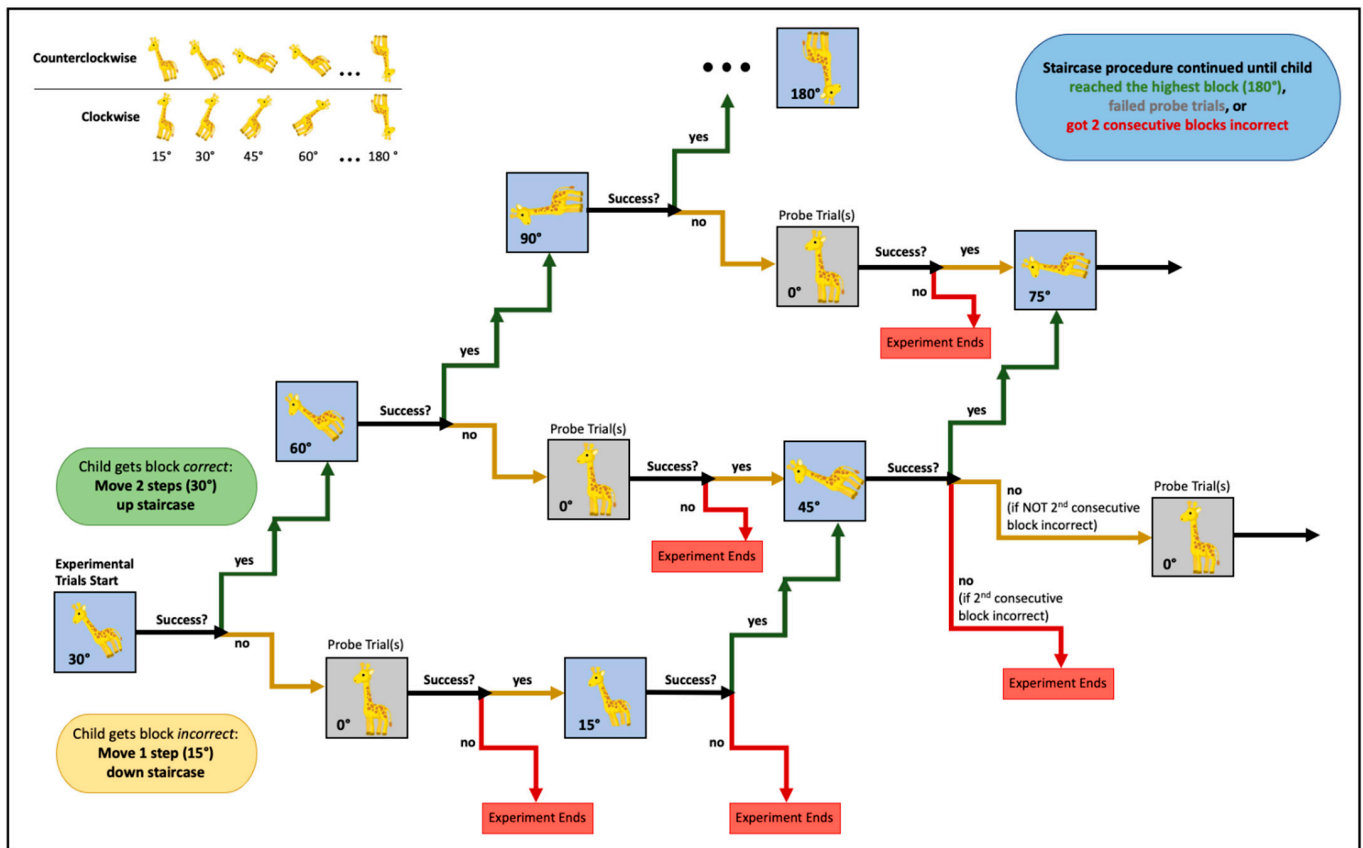 Counterclockwise
Clockwise
15°
30°
45°
60°
...
180 °
...
180°
Staircase procedure continued until child
reached the highest block (180°),
failed probe trials, or
got 2 consecutive blocks incorrect
yes
90°
Success?
no
Probe Trial(s)
0°
Success?
yes
no
75°
Experiment Ends
yes
60°
Success?
no
Probe Trial(s)
0°
Success?
yes
no
45°
Success?
yes
no
(if NOT 2nd consecutive
block incorrect)
Probe Trial(s)
0°
Experiment Ends
no
(if 2nd consecutive
block incorrect)
Experiment Ends
Child gets block correct:
Move 2 steps (30°)
up staircase
Experimental
Trials Start
30°
Success?
yes
no
Probe Trial(s)
0°
Success?
yes
no
15°
Success?
yes
no
Experiment Ends
Experiment Ends
Child gets block incorrect:
Move 1 step (15°)
down staircase